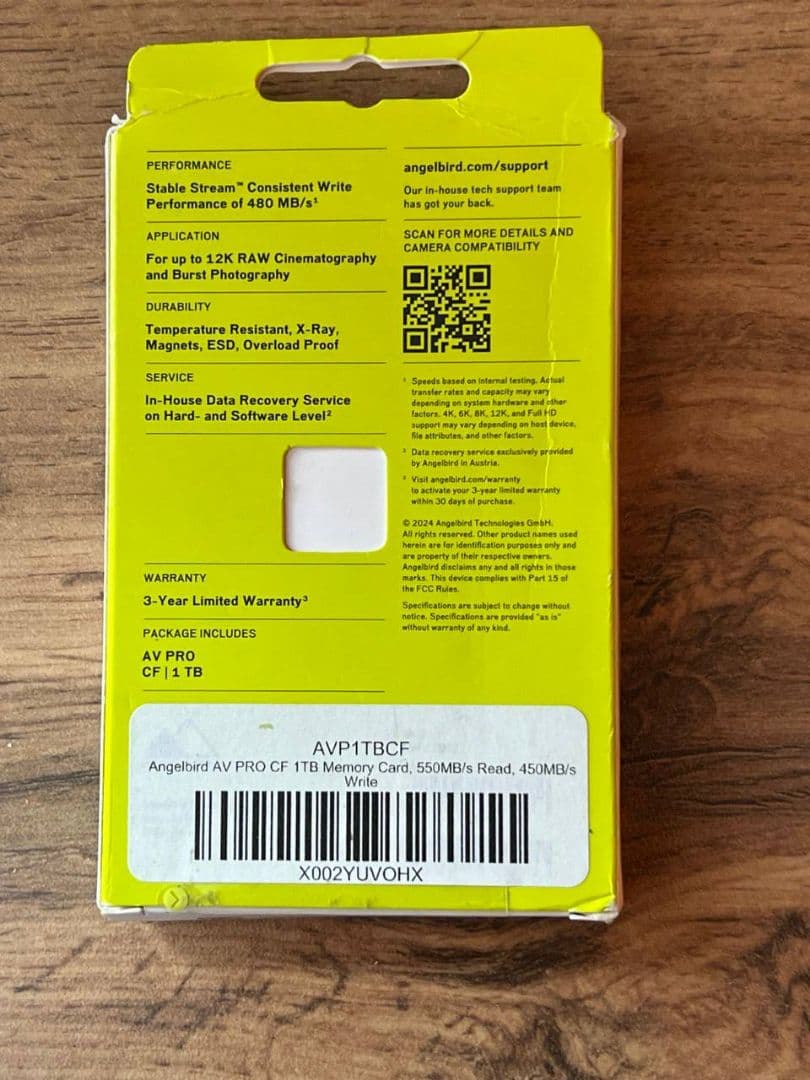 PERFORMANCE
Stable Stream™ Consistent Write
Performance of 480 MB/s¹
APPLICATION
For up to 12K RAW Cinematography
and Burst Photography
DURABILITY
Temperature Resistant, X-Ray,
Magnets, ESD, Overload Proof
SERVICE
In-House Data Recovery Service
on Hard- and Software Level²
WARRANTY
3-Year Limited Warranty³
PACKAGE INCLUDES
AV PRO
CF | 1 TB
angelbird.com/support
Our in-house tech support team
has got your back.
SCAN FOR MORE DETAILS AND
CAMERA COMPATIBILITY
¹ Speeds based on internal testing. Actual
transfer rates and capacity may vary
depending on system hardware and other
factors. 4K, 6K, 8K, 12K, and Full HD
support may vary depending on host device,
file attributes, and other factors.
² Data recovery service exclusively provided
by Angelbird in Austria.
³ Visit angelbird.com/warranty
to activate your 3-year limited warranty
within 30 days of purchase.
© 2024 Angelbird Technologies GmbH.
All rights reserved. Other product names used
herein are for identification purposes only and
are property of their respective owners.
Angelbird disclaims any and all rights in those
marks. This device complies with Part 15 of
the FCC Rules.
Specifications are subject to change without
notice. Specifications are provided "as is"
without warranty of any kind.
AVP1TBCF
Angelbird AV PRO CF 1TB Memory Card, 550MB/s Read, 450MB/s
Write
X002YUVOHX